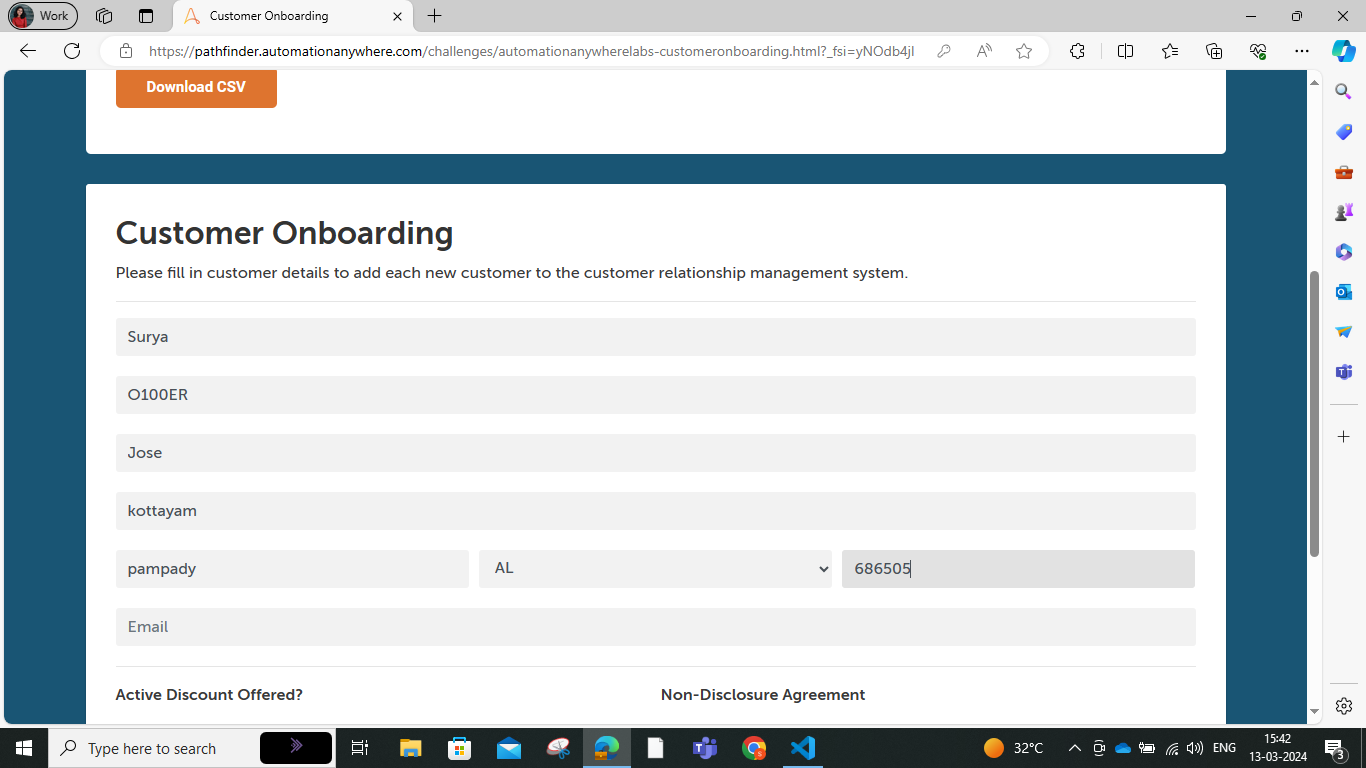 Work
Customer Onboarding
https://pathfinder.automationanywhere.com/challenges/automationanywherelabs-customeronboarding.html?_fsi=yNOdb4jI
Download CSV
Customer Onboarding
Please fill in customer details to add each new customer to the customer relationship management system.
Surya
O100ER
Jose
kottayam
pampady AL 686505
Email
Active Discount Offered? Non-Disclosure Agreement
Type here to search 32°C ENG 15:42
13-03-2024 3